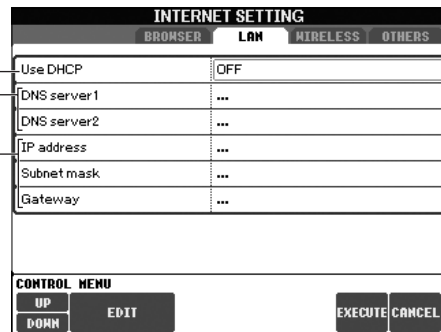 INTERNET SETTING
BROWSER LAN WIRELESS OTHERS
Use DHCP OFF
DNS server1 ...
DNS server2 ...
IP address ...
Subnet mask ...
Gateway ...
CONTROL MENU
UP
DOWN
EDIT
EXECUTE CANCEL